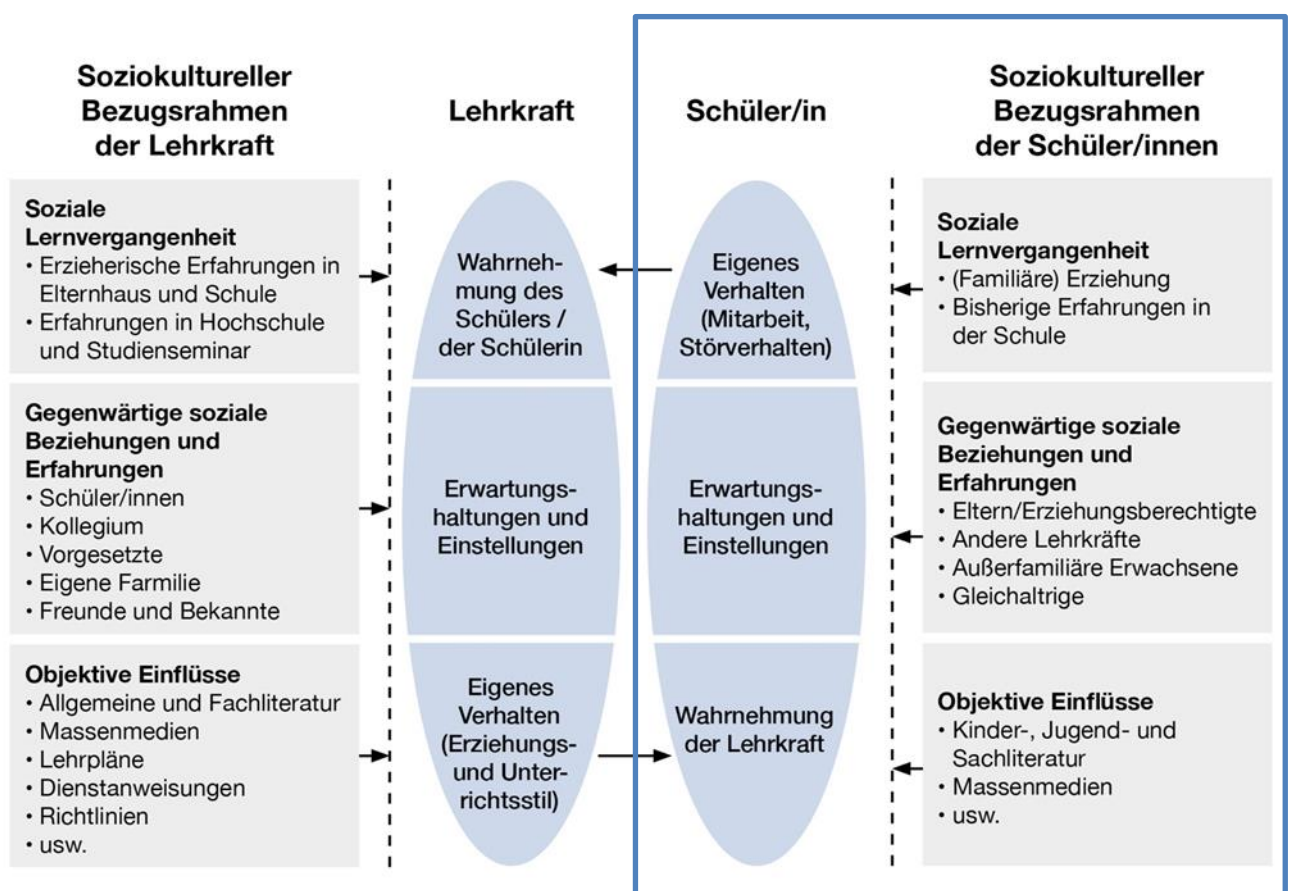 Soziokultureller
Bezugsrahmen
der Lehrkraft
Lehrkraft
Schüler/in
Soziokultureller
Bezugsrahmen
der Schüler/innen
Soziale
Lernvergangenheit
• Erzieherische Erfahrungen in
Elternhaus und Schule
• Erfahrungen in Hochschule
und Studienseminar
Gegenwärtige soziale
Beziehungen und
Erfahrungen
• Schüler/innen
• Kollegium
• Vorgesetzte
• Eigene Farmilie
• Freunde und Bekannte
Objektive Einflüsse
• Allgemeine und Fachliteratur
• Massenmedien
• Lehrpläne
• Dienstanweisungen
• Richtlinien
• usw.
Wahrneh-
mung des
Schülers /
der Schülerin
Erwartungs-
haltungen und
Einstellungen
Eigenes
Verhalten
(Erziehungs-
und Unter-
richtsstil)
Eigenes
Verhalten
(Mitarbeit,
Störverhalten)
Erwartungs-
haltungen und
Einstellungen
Wahrnehmung
der Lehrkraft
Soziale
Lernvergangenheit
• (Familiäre) Erziehung
• Bisherige Erfahrungen in
der Schule
Gegenwärtige soziale
Beziehungen und
Erfahrungen
• Eltern/Erziehungsberechtigte
• Andere Lehrkräfte
• Außerfamiliäre Erwachsene
• Gleichaltrige
Objektive Einflüsse
• Kinder-, Jugend- und
Sachliteratur
• Massenmedien
• usw.